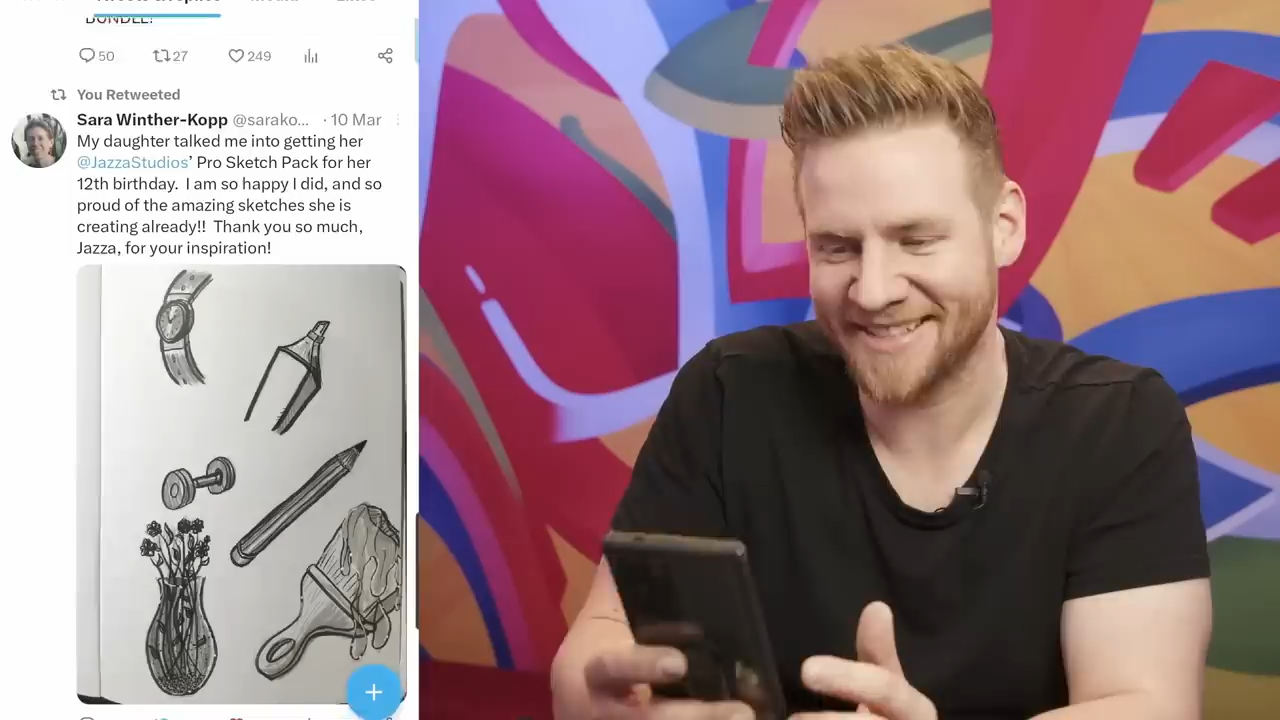 BUNDLE!
50 27 249
You Retweeted
Sara Winther-Kopp @sarako... · 10 Mar
My daughter talked me into getting her
@JazzaStudios’ Pro Sketch Pack for her
12th birthday.  I am so happy I did, and so
proud of the amazing sketches she is
creating already!!  Thank you so much,
Jazza, for your inspiration!